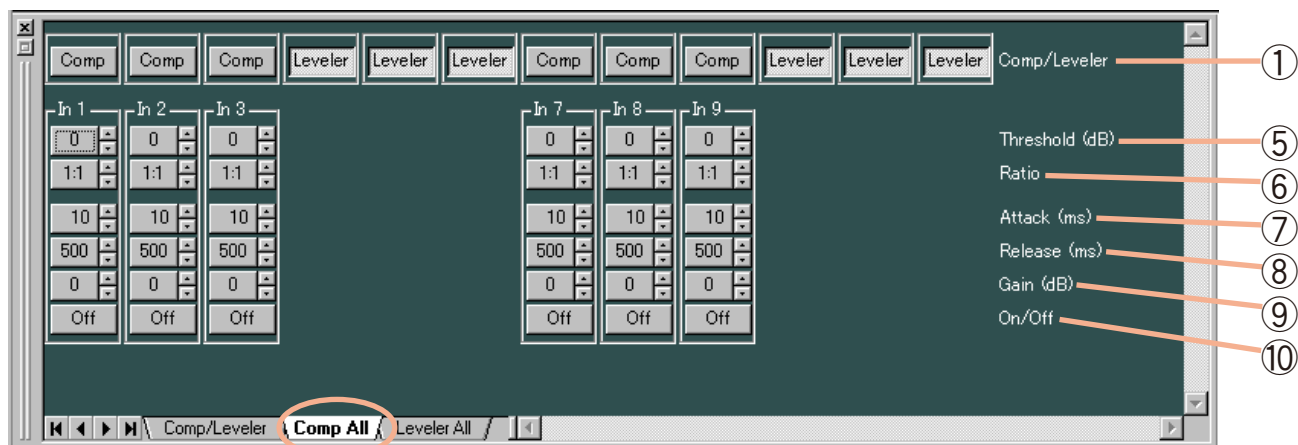 Comp Comp Comp Leveler Leveler Leveler Comp Comp Comp Leveler Leveler Leveler Comp/Leveler ①
In 1 In 2 In 3 In 7 In 8 In 9
0 0 0 0 0 0 Threshold (dB) ⑤
1:1 1:1 1:1 1:1 1:1 1:1 Ratio ⑥
10 10 10 10 10 10 Attack (ms) ⑦
500 500 500 500 500 500 Release (ms) ⑧
0 0 0 0 0 0 Gain (dB) ⑨
Off Off Off Off Off Off On/Off ⑩
Comp/Leveler Comp All Leveler All